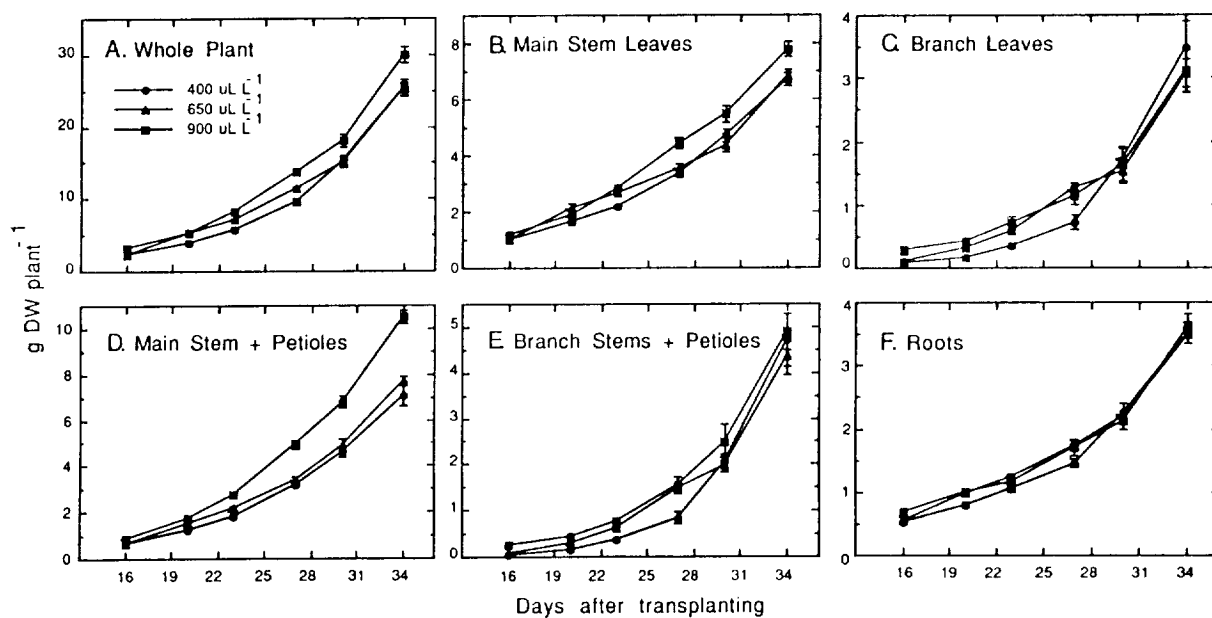 A. Whole Plant
400 uL L⁻¹
650 uL L⁻¹
900 uL L⁻¹
30
20
10
0
B. Main Stem Leaves
8
6
4
2
0
C. Branch Leaves
4
3
2
1
0
g DW plant⁻¹
D. Main Stem + Petioles
10
8
6
4
2
0
16 19 22 25 28 31 34
E. Branch Stems + Petioles
5
4
3
2
1
0
16 19 22 25 28 31 34
F. Roots
4
3
2
1
0
16 19 22 25 28 31 34
Days after transplanting